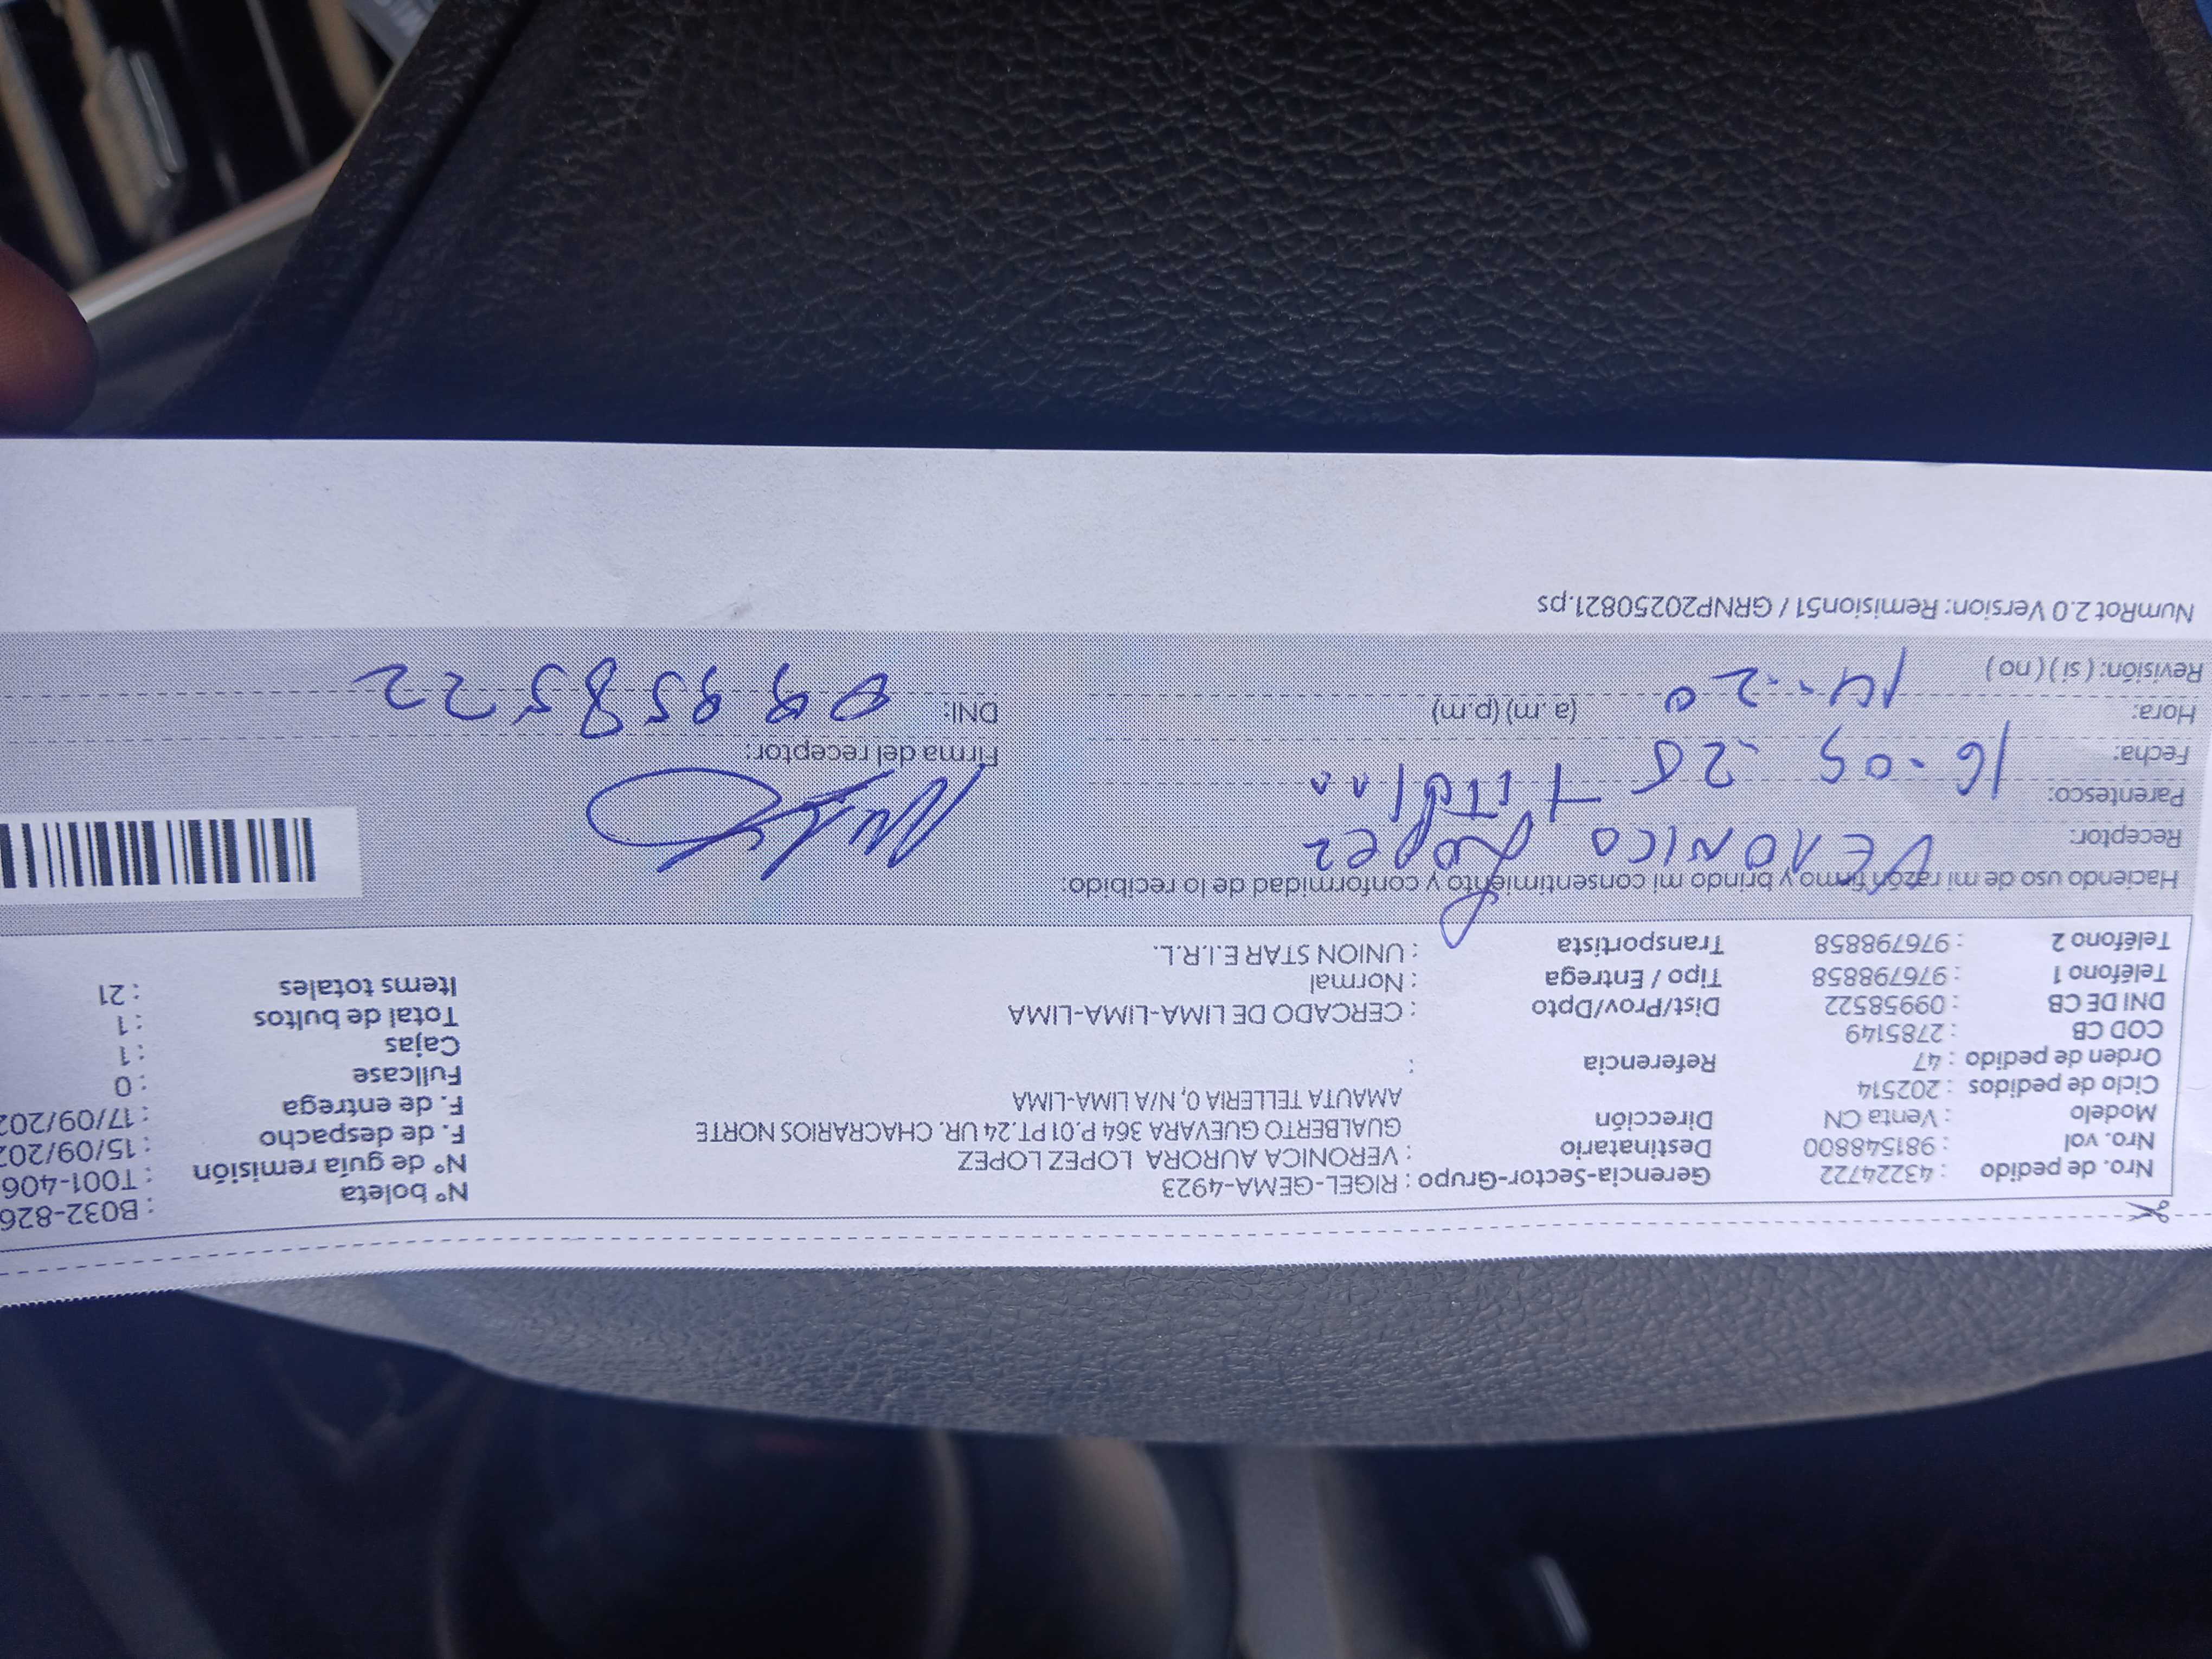 Nro. de pedido : 43224722 Gerencia-Sector-Grupo : RIGEL-GEMA-4923 N° boleta : B032-826
Nro. vol : 981548800 Destinatario : VERONICA AURORA LOPEZ LOPEZ N° de guía remisión : T001-406
Modelo : Venta CN Dirección GUALBERTO GUEVARA 364 P.01 PT.24 UR. CHACRARIOS NORTE F. de despacho : 15/09/202
Ciclo de pedidos : 202514 AMAUTA TELLERIA 0, N/A LIMA-LIMA F. de entrega : 17/09/202
Orden de pedido : 47 Referencia : Fullcase : 0
COD CB : 2785149 Cajas : 1
DNI DE CB : 09958522 Dist/Prov/Dpto : CERCADO DE LIMA-LIMA-LIMA Total de bultos : 1
Teléfono 1 : 976798858 Tipo / Entrega : Normal Items totales : 21
Teléfono 2 : 976798858 Transportista : UNION STAR E.I.R.L.
Haciendo uso de mi razón firmo y brindo mi consentimiento y conformidad de lo recibido:
Receptor: VERONICA Lopez
Parentesco: Titular
Fecha: 16-09-25 Firma del receptor:
Hora: 14:20 (a.m) (p.m) DNI: 09958522
Revisión: ( si ) ( no )
NumRot 2.0 Version: Remision51 / GRNP20250821.ps